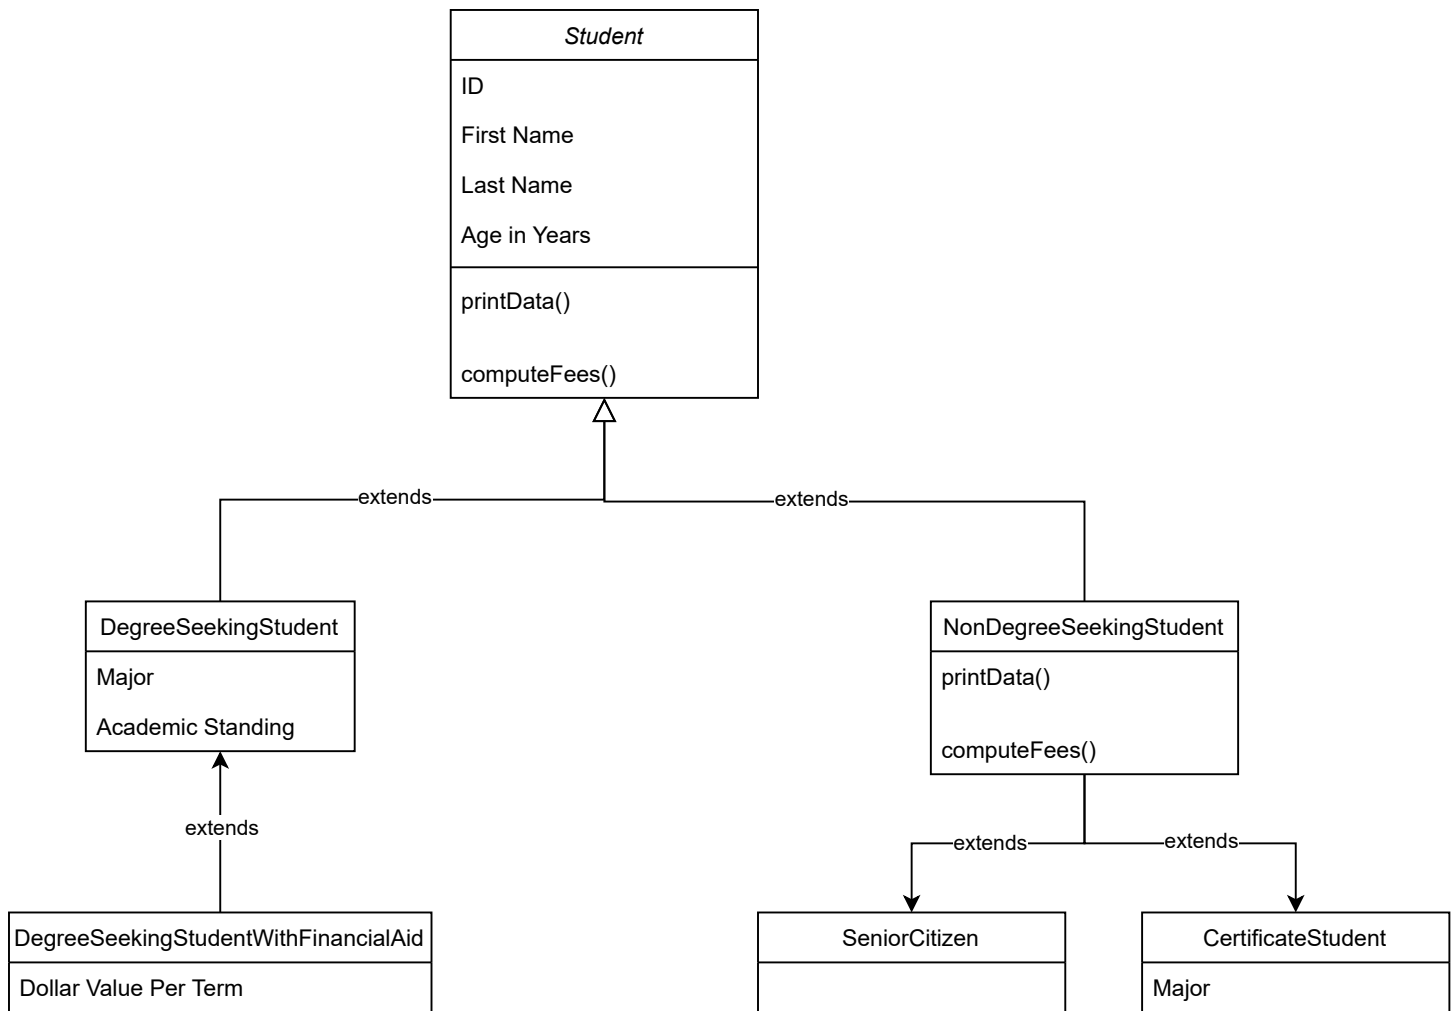 Student
ID
First Name
Last Name
Age in Years
printData()
computeFees()
extends
extends
DegreeSeekingStudent
Major
Academic Standing
NonDegreeSeekingStudent
printData()
computeFees()
extends
extends
extends
DegreeSeekingStudentWithFinancialAid
Dollar Value Per Term
SeniorCitizen
CertificateStudent
Major